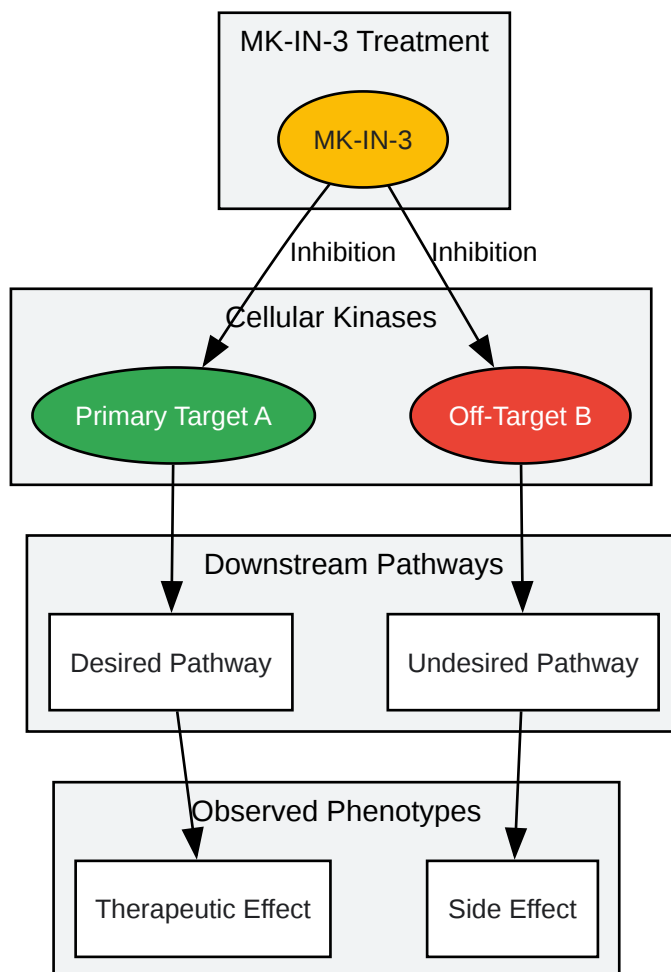 MK-IN-3 Treatment
MK-IN-3
Inhibition
Inhibition
Cellular Kinases
Primary Target A
Off-Target B
Downstream Pathways
Desired Pathway
Undesired Pathway
Observed Phenotypes
Therapeutic Effect
Side Effect